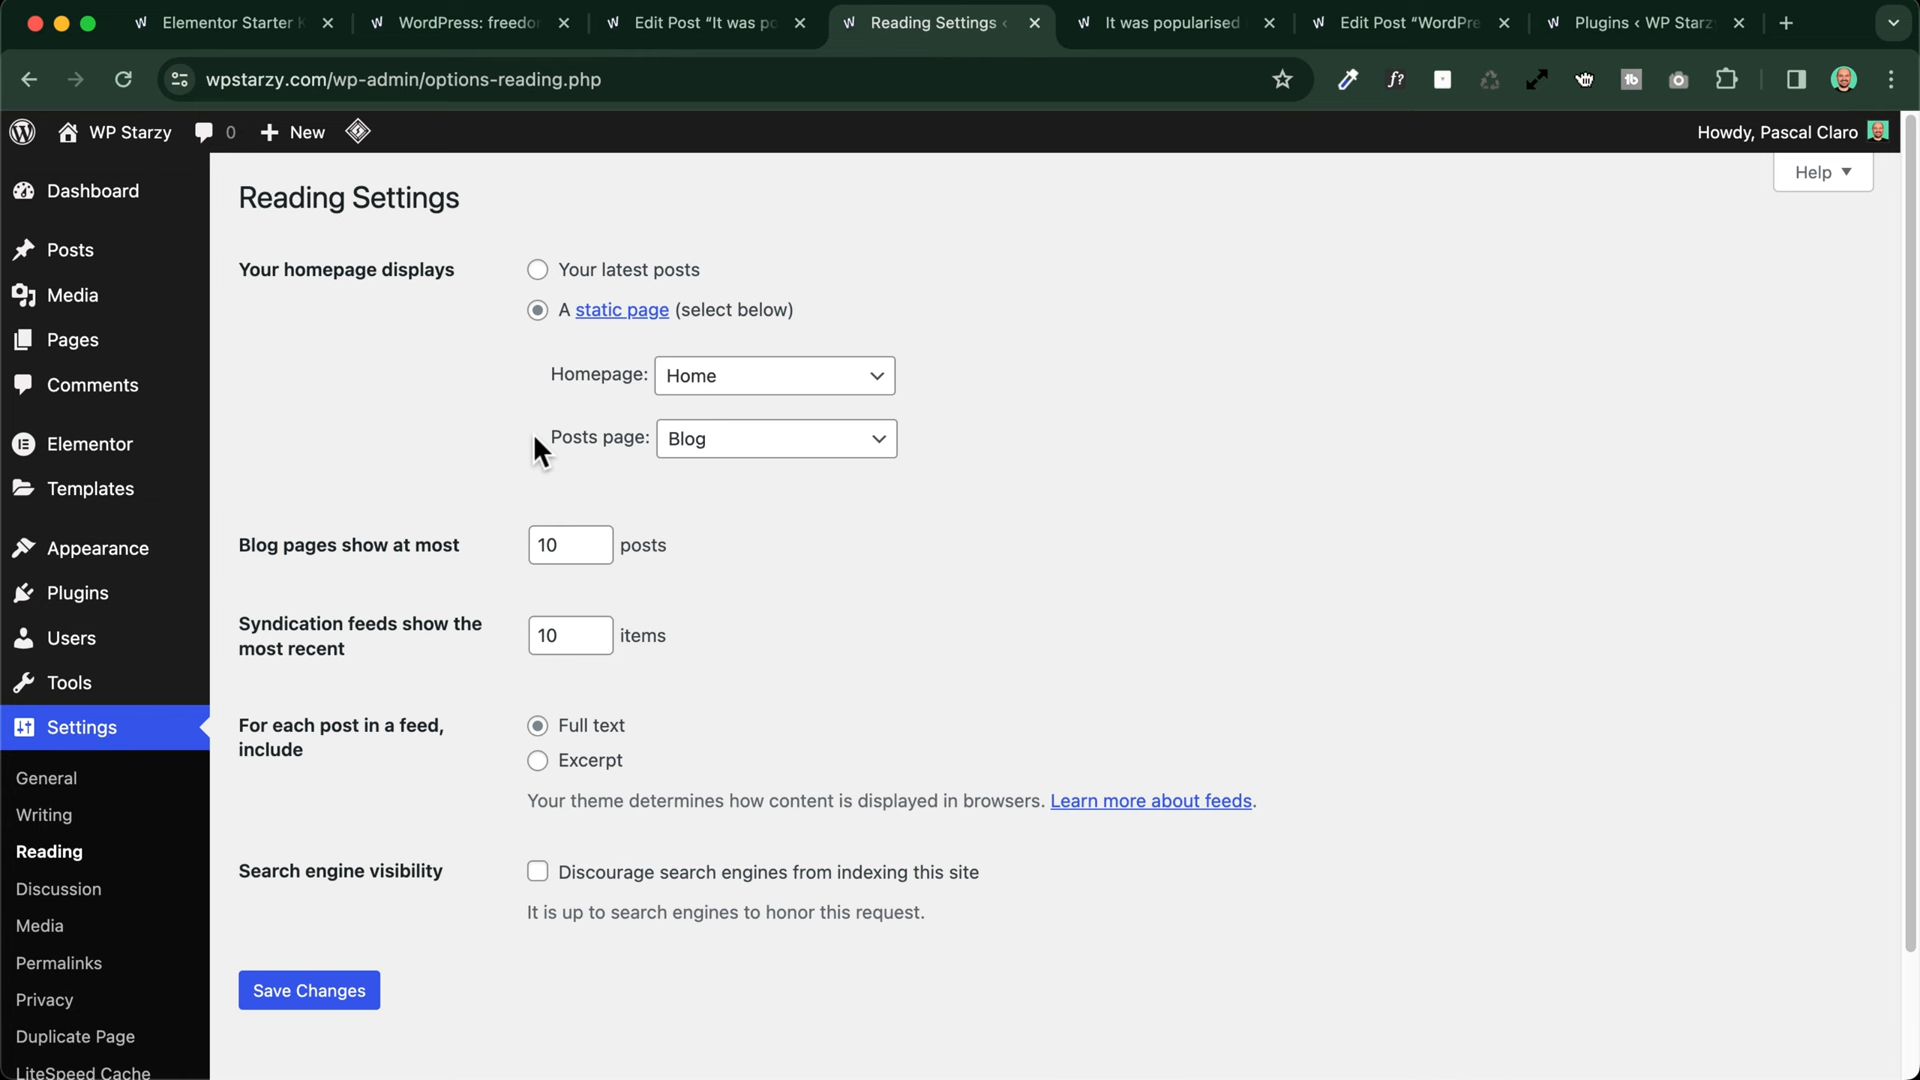 Elementor Starter K
WordPress: freedo
Edit Post “It was po
Reading Settings ‹
It was popularised
Edit Post “WordPre
Plugins ‹ WP Starz
wpstarzy.com/wp-admin/options-reading.php
WP Starzy
0
New
Howdy, Pascal Claro
Help
Dashboard
Posts
Media
Pages
Comments
Elementor
Templates
Appearance
Plugins
Users
Tools
Settings
General
Writing
Reading
Discussion
Media
Permalinks
Privacy
Duplicate Page
LiteSpeed Cache
Reading Settings
Your homepage displays
Your latest posts
A static page (select below)
Homepage: Home
Posts page: Blog
Blog pages show at most
10 posts
Syndication feeds show the
most recent
10 items
For each post in a feed,
include
Full text
Excerpt
Your theme determines how content is displayed in browsers. Learn more about feeds.
Search engine visibility
Discourage search engines from indexing this site
It is up to search engines to honor this request.
Save Changes